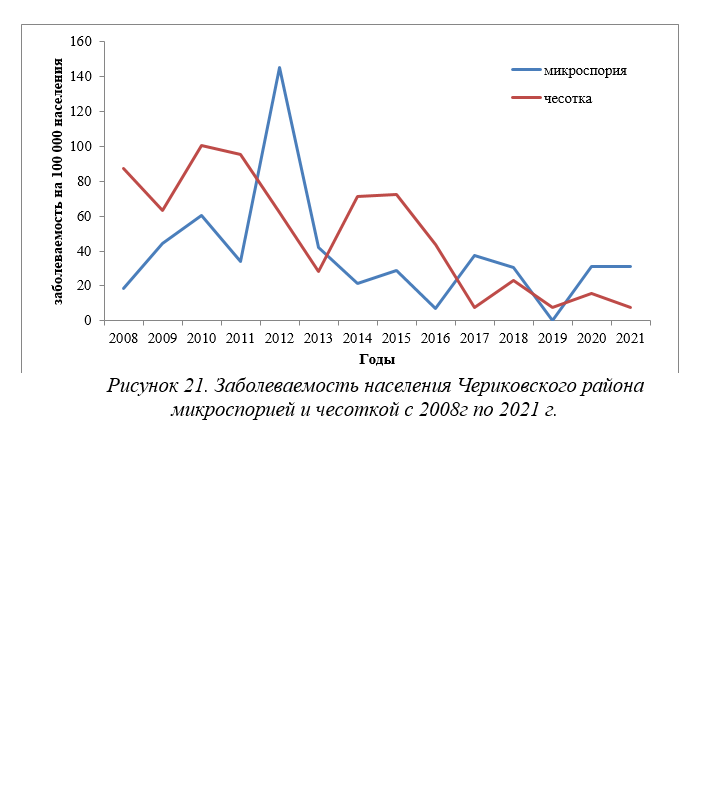 заболеваемость на 100 000 населения
160
140
120
100
80
60
40
20
0
микроспория
чесотка
2008 2009 2010 2011 2012 2013 2014 2015 2016 2017 2018 2019 2020 2021
Годы
Рисунок 21. Заболеваемость населения Чериковского района
микроспорией и чесоткой с 2008г по 2021 г.